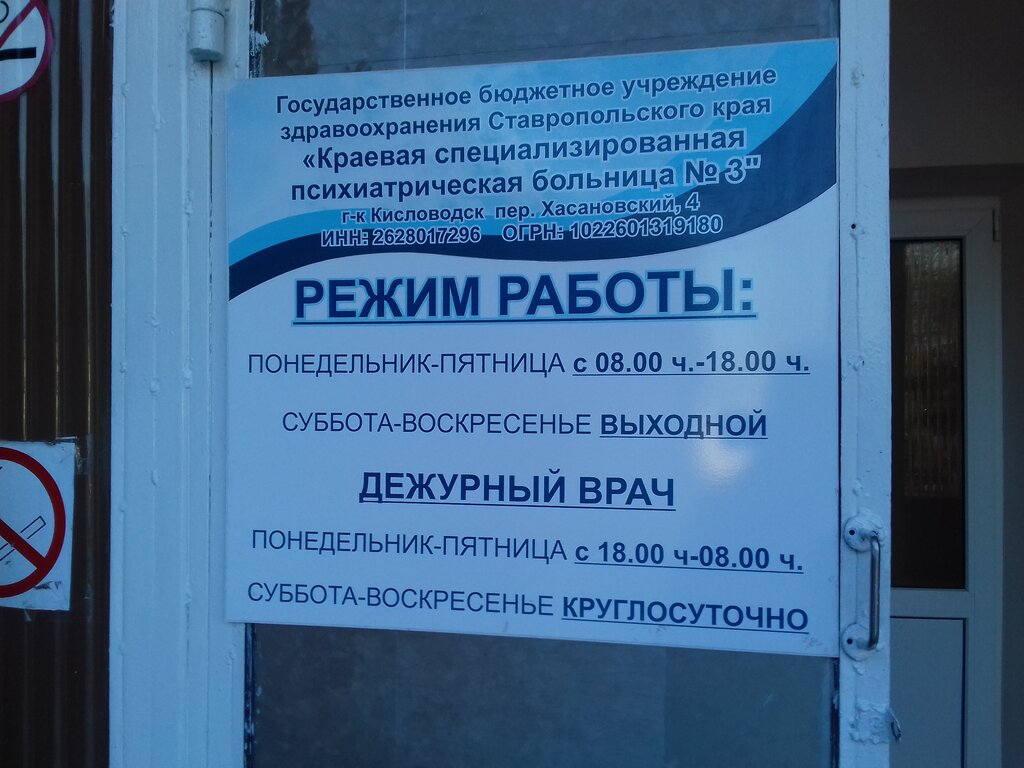 Государственное бюджетное учреждение
здравоохранения Ставропольского края
«Краевая специализированная
психиатрическая больница № 3"
г-к Кисловодск пер. Хасановский, 4
ИНН: 2628017296 ОГРН: 1022601319180
РЕЖИМ РАБОТЫ:
ПОНЕДЕЛЬНИК-ПЯТНИЦА с 08.00 ч.-18.00 ч.
СУББОТА-ВОСКРЕСЕНЬЕ ВЫХОДНОЙ
ДЕЖУРНЫЙ ВРАЧ
ПОНЕДЕЛЬНИК-ПЯТНИЦА с 18.00 ч-08.00 ч.
СУББОТА-ВОСКРЕСЕНЬЕ КРУГЛОСУТОЧНО